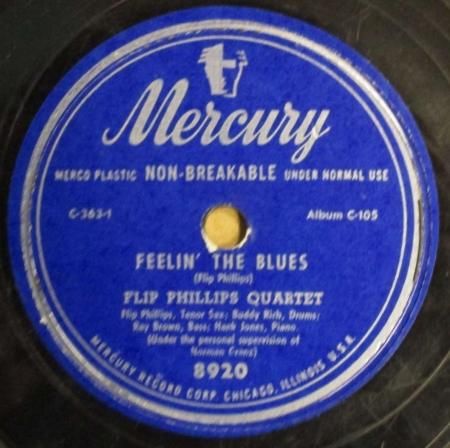 Mercury
MERCO PLASTIC NON-BREAKABLE UNDER NORMAL USE
C-363-1 Album C-105
FEELIN' THE BLUES
(Flip Phillips)
FLIP PHILLIPS QUARTET
Flip Phillips, Tenor Sax; Buddy Rich, Drums;
Ray Brown, Bass; Hank Jones, Piano.
(Under the personal supervision of
Norman Granz)
8920
MERCURY RECORD CORP. CHICAGO, ILLINOIS U.S.A.